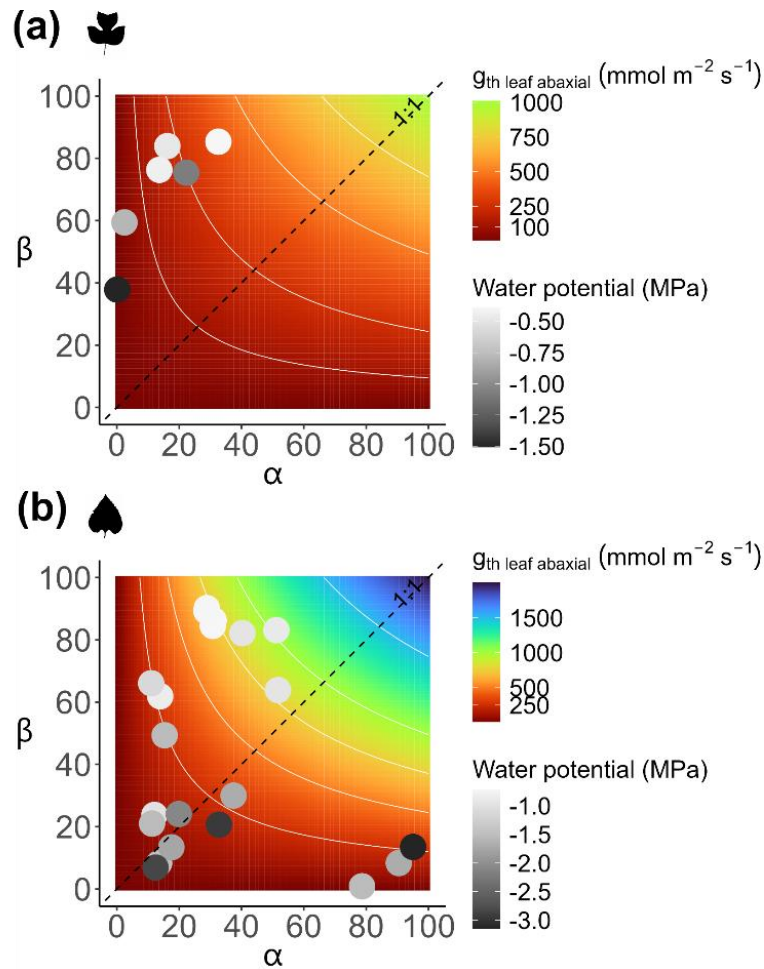 (a)
g_th leaf abaxial (mmol m⁻² s⁻¹)
1000
750
500
250
100
Water potential (MPa)
-0.50
-0.75
-1.00
-1.25
-1.50
1:1
100
80
60
40
20
0
β
0 20 40 60 80 100
α
(b)
g_th leaf abaxial (mmol m⁻² s⁻¹)
1500
1000
500
250
Water potential (MPa)
-1.0
-1.5
-2.0
-2.5
-3.0
1:1
100
80
60
40
20
0
β
0 20 40 60 80 100
α